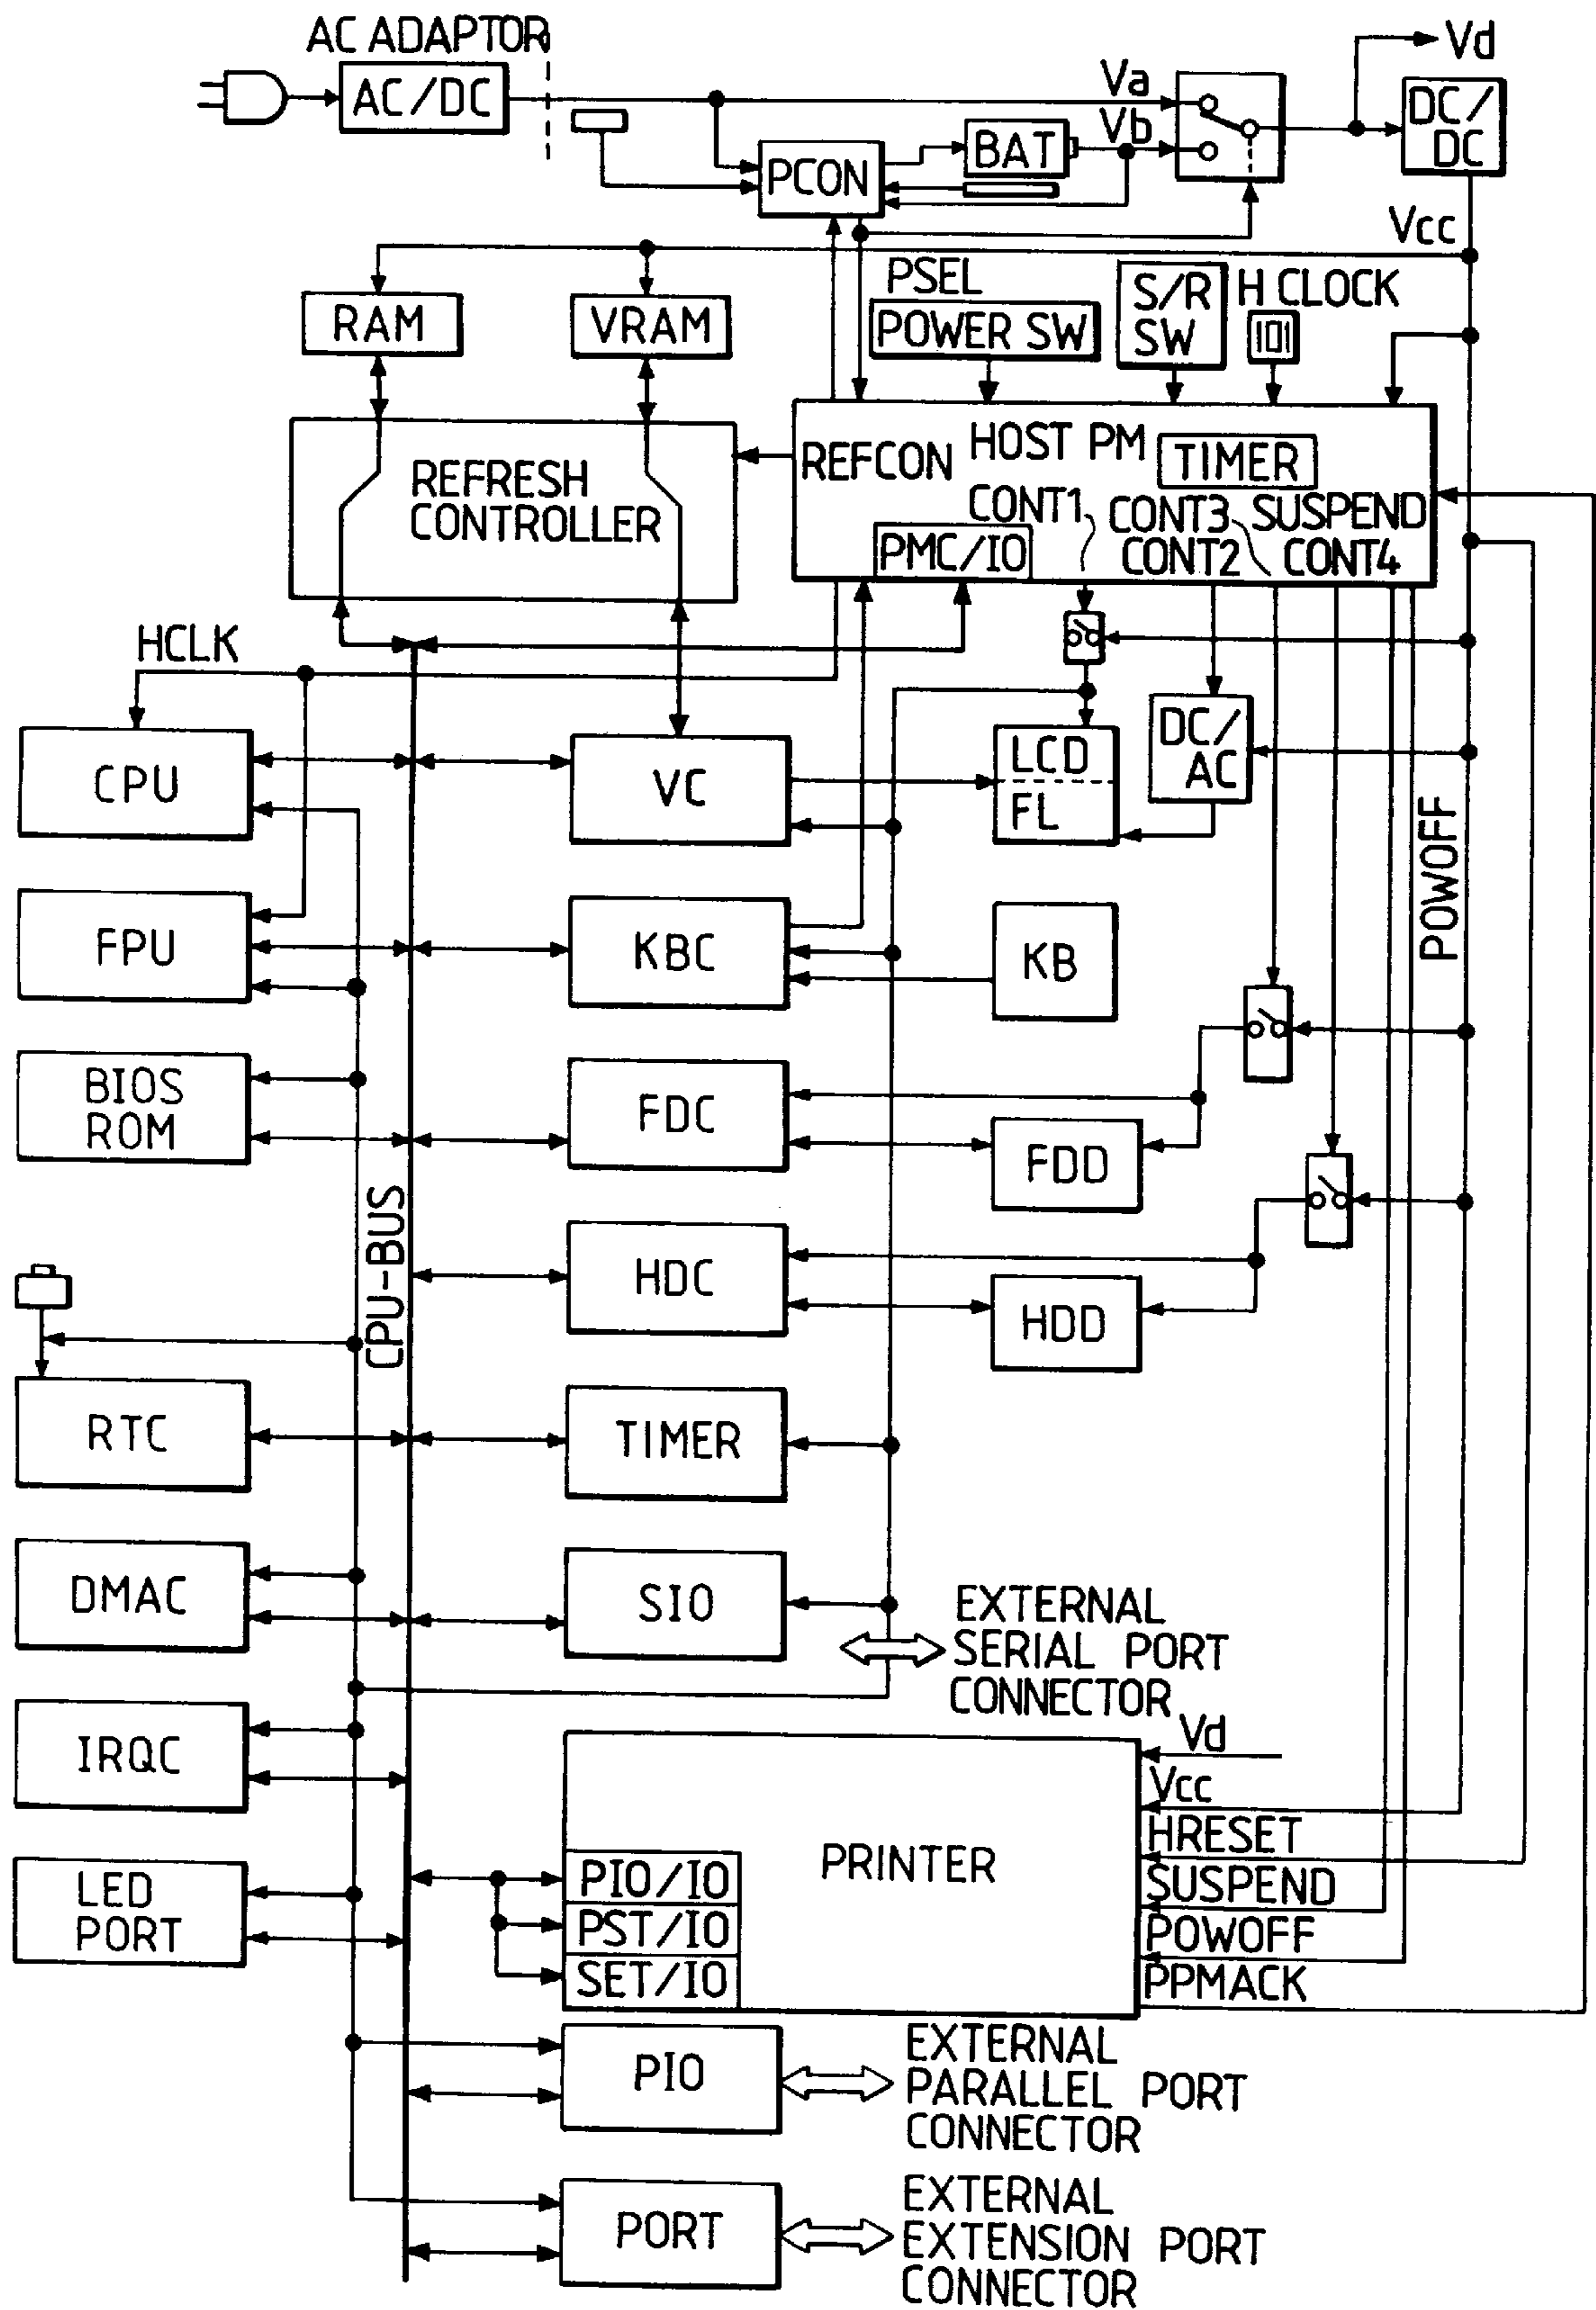 AC ADAPTOR
AC/DC
Va
Vb
Vd
DC/
DC
BAT
PCON
Vcc
PSEL
POWER SW
S/R
SW
H CLOCK
RAM
VRAM
REFCON
HOST PM
TIMER
CONT1
CONT3
SUSPEND
CONT2
CONT4
PMC/IO
REFRESH
CONTROLLER
HCLK
CPU
VC
LCD
FL
DC/
AC
POWOFF
FPU
KBC
KB
BIOS
ROM
FDC
FDD
CPU-BUS
HDC
HDD
RTC
TIMER
DMAC
SIO
EXTERNAL
SERIAL PORT
CONNECTOR
IRQC
Vd
Vcc
HRESET
SUSPEND
POWOFF
PPMACK
PRINTER
PIO/IO
PST/IO
SET/IO
LED
PORT
PIO
EXTERNAL
PARALLEL PORT
CONNECTOR
PORT
EXTERNAL
EXTENSION PORT
CONNECTOR